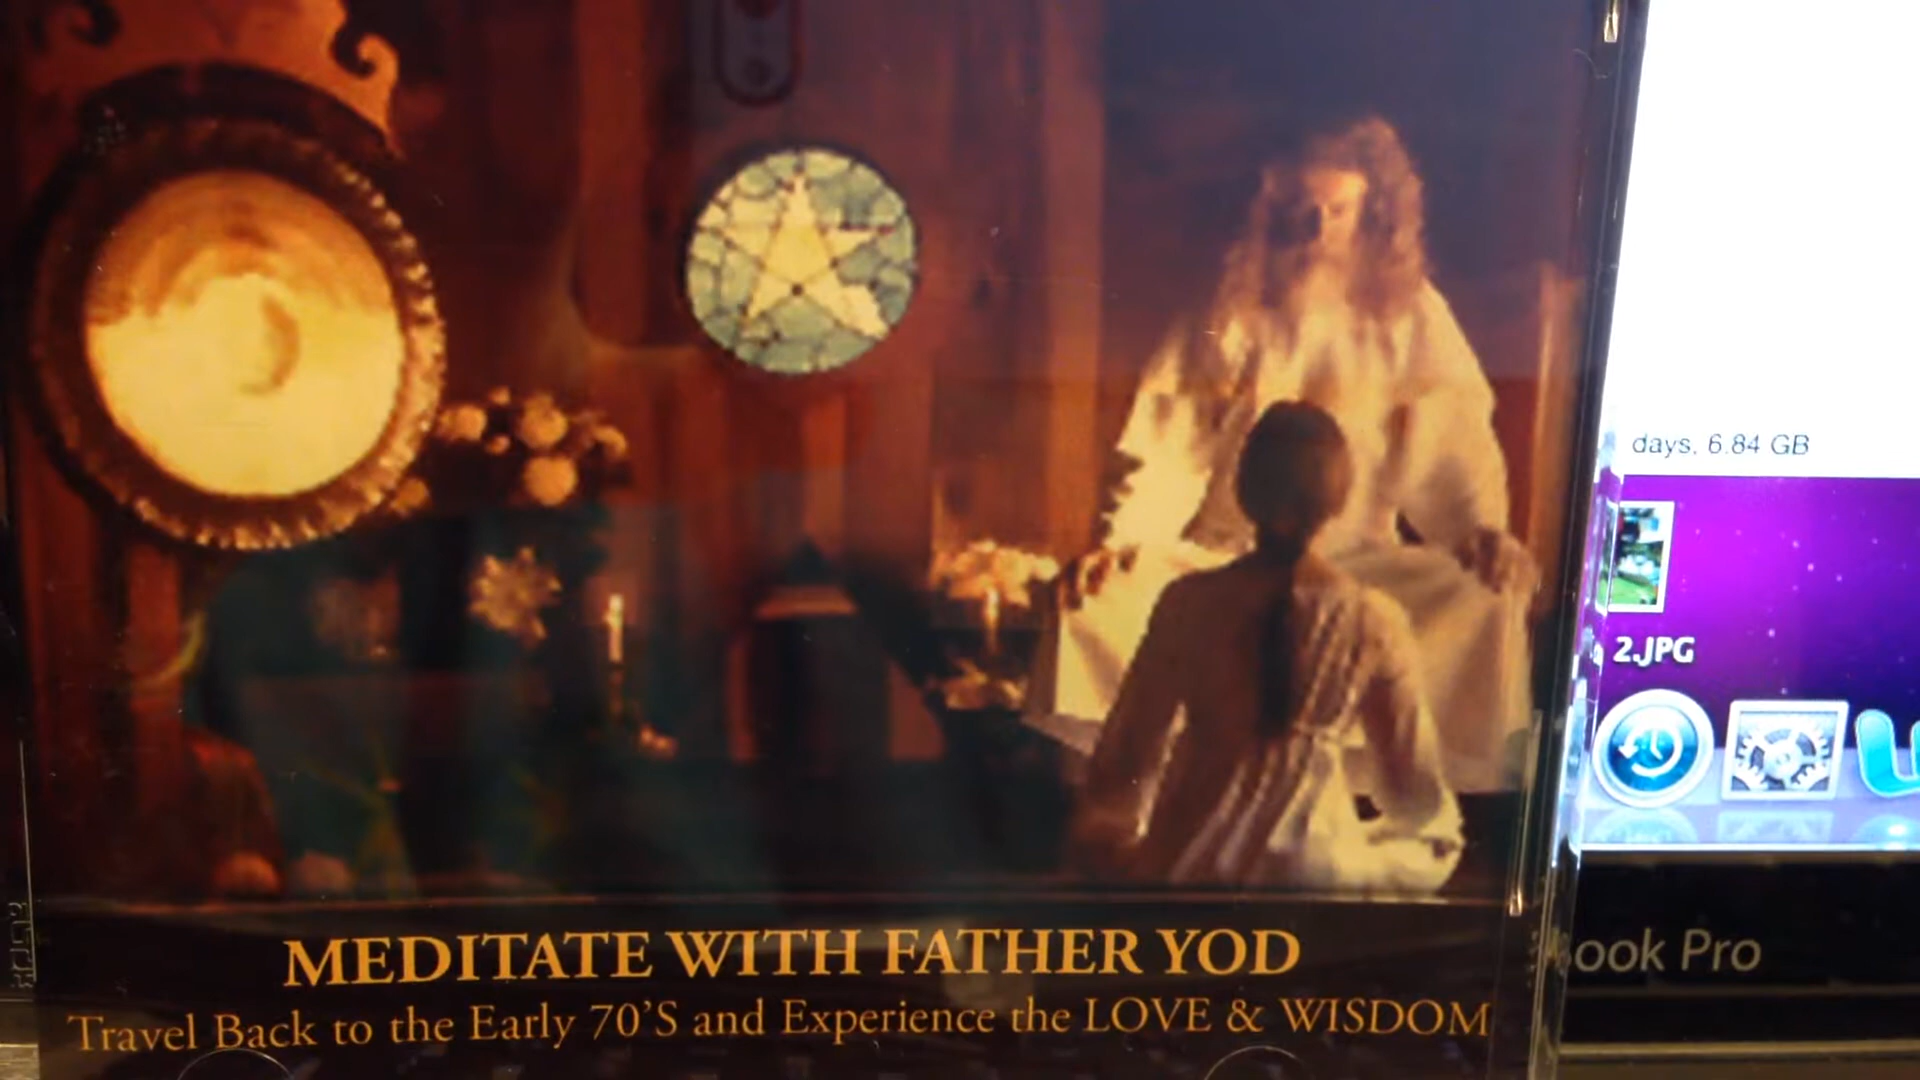 days, 6.84 GB
2.JPG
ook Pro
MEDITATE WITH FATHER YOD
Travel Back to the Early 70'S and Experience the LOVE & WISDOM